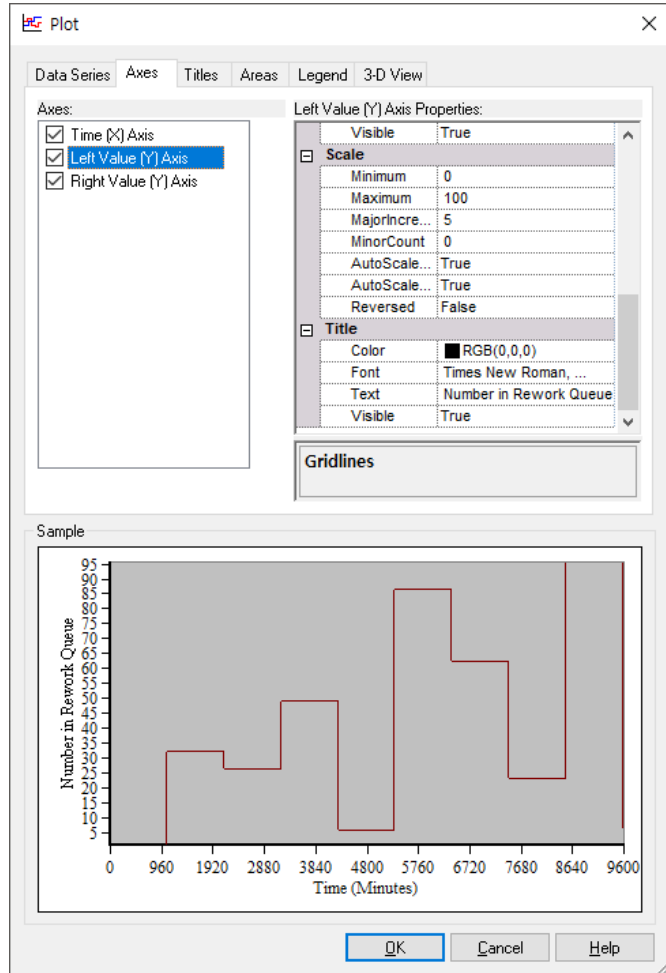 Plot
Data Series Axes Titles Areas Legend 3-D View
Axes:
Time (X) Axis
Left Value (Y) Axis
Right Value (Y) Axis
Left Value (Y) Axis Properties:
Visible True
Scale
Minimum 0
Maximum 100
MajorIncre... 5
MinorCount 0
AutoScale... True
AutoScale... True
Reversed False
Title
Color RGB(0,0,0)
Font Times New Roman, ...
Text Number in Rework Queue
Visible True
Gridlines
Sample
Number in Rework Queue
95
90
85
80
75
70
65
60
55
50
45
40
35
30
25
20
15
10
5
0 960 1920 2880 3840 4800 5760 6720 7680 8640 9600
Time (Minutes)
OK Cancel Help